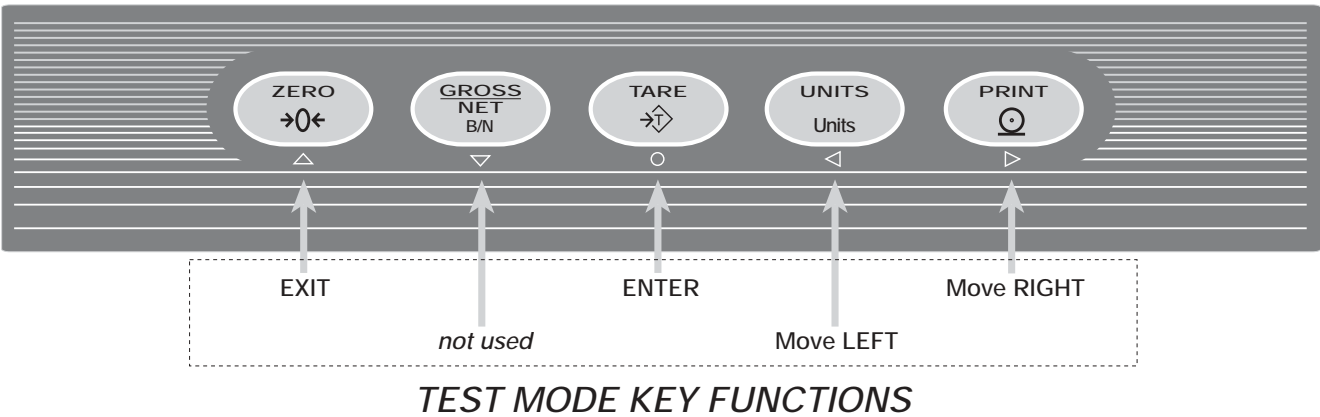 ZERO GROSS TARE UNITS PRINT
→0← NET T Units
B/N
EXIT ENTER Move RIGHT
not used Move LEFT
TEST MODE KEY FUNCTIONS